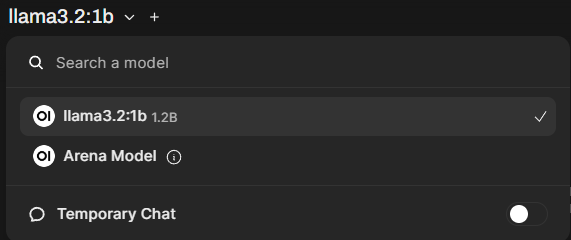 llama3.2:1b
Search a model
llama3.2:1b 1.2B
Arena Model
Temporary Chat